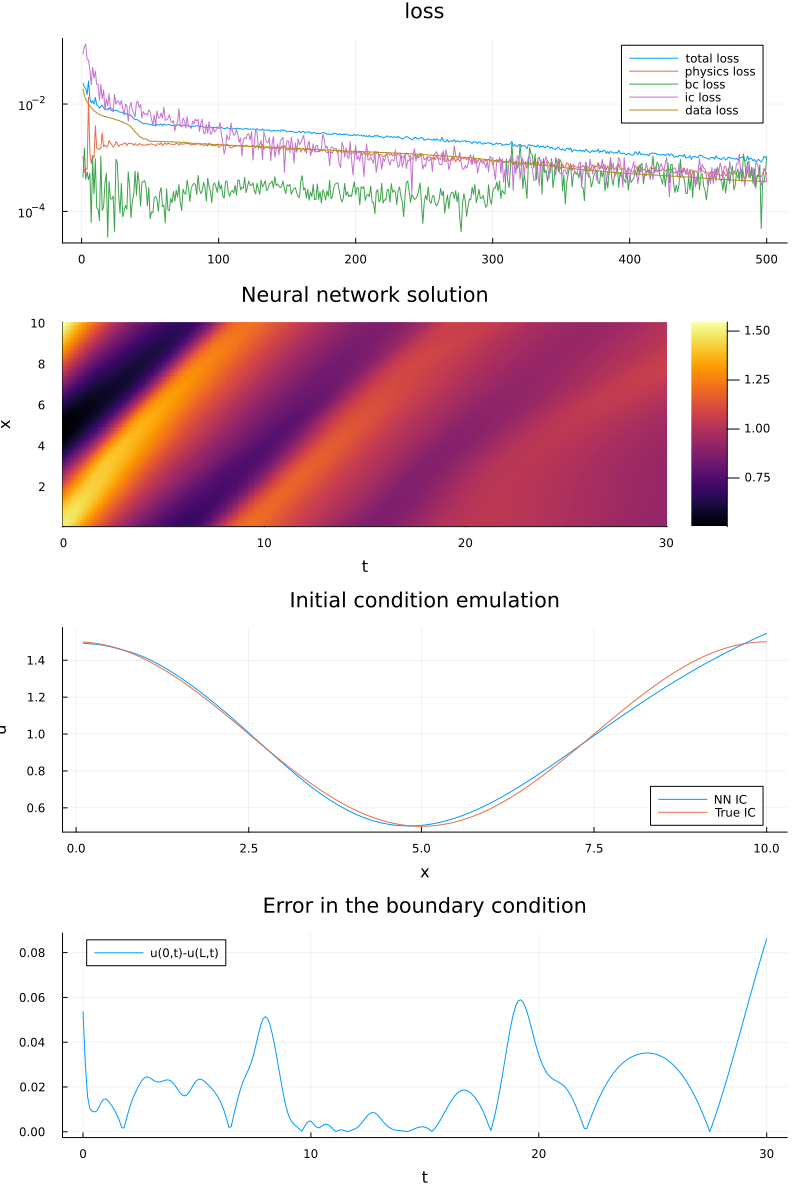 loss
total loss
physics loss
bc loss
ic loss
data loss
10⁻²
10⁻⁴
0 100 200 300 400 500
Neural network solution
10
8
6
4
2
x
0 10 20 30
t
1.50
1.25
1.00
0.75
Initial condition emulation
1.4
1.2
1.0
0.8
0.6
u
NN IC
True IC
0.0 2.5 5.0 7.5 10.0
x
Error in the boundary condition
u(0,t)-u(L,t)
0.08
0.06
0.04
0.02
0.00
0 10 20 30
t